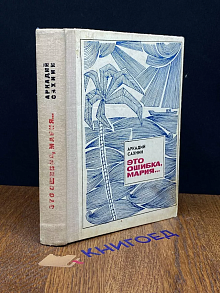 АРКАДИЙ
САХНИН
ЭТО ОШИБКА, МАРИЯ...
АРКАДИЙ
САХНИН
ЭТО
ОШИБКА,
МАРИЯ...
КНИГОЕД